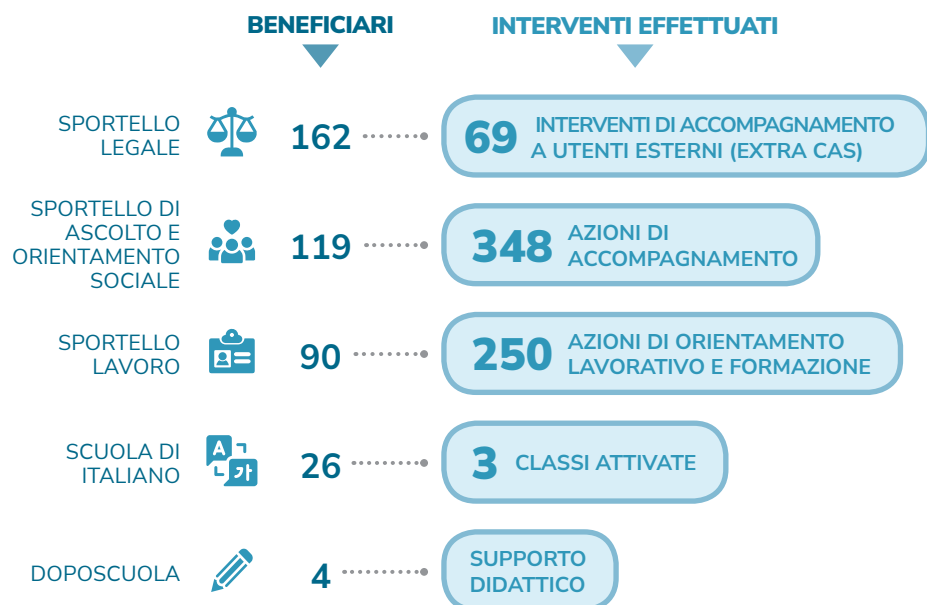 BENEFICIARI
INTERVENTI EFFETTUATI
SPORTELLO
LEGALE
162
69
INTERVENTI DI ACCOMPAGNAMENTO
A UTENTI ESTERNI (EXTRA CAS)
SPORTELLO DI
ASCOLTO E
ORIENTAMENTO
SOCIALE
119
348
AZIONI DI
ACCOMPAGNAMENTO
SPORTELLO
LAVORO
90
250
AZIONI DI ORIENTAMENTO
LAVORATIVO E FORMAZIONE
SCUOLA DI
ITALIANO
A
가
26
3 CLASSI ATTIVATE
DOPOSCUOLA
4
SUPPORTO
DIDATTICO